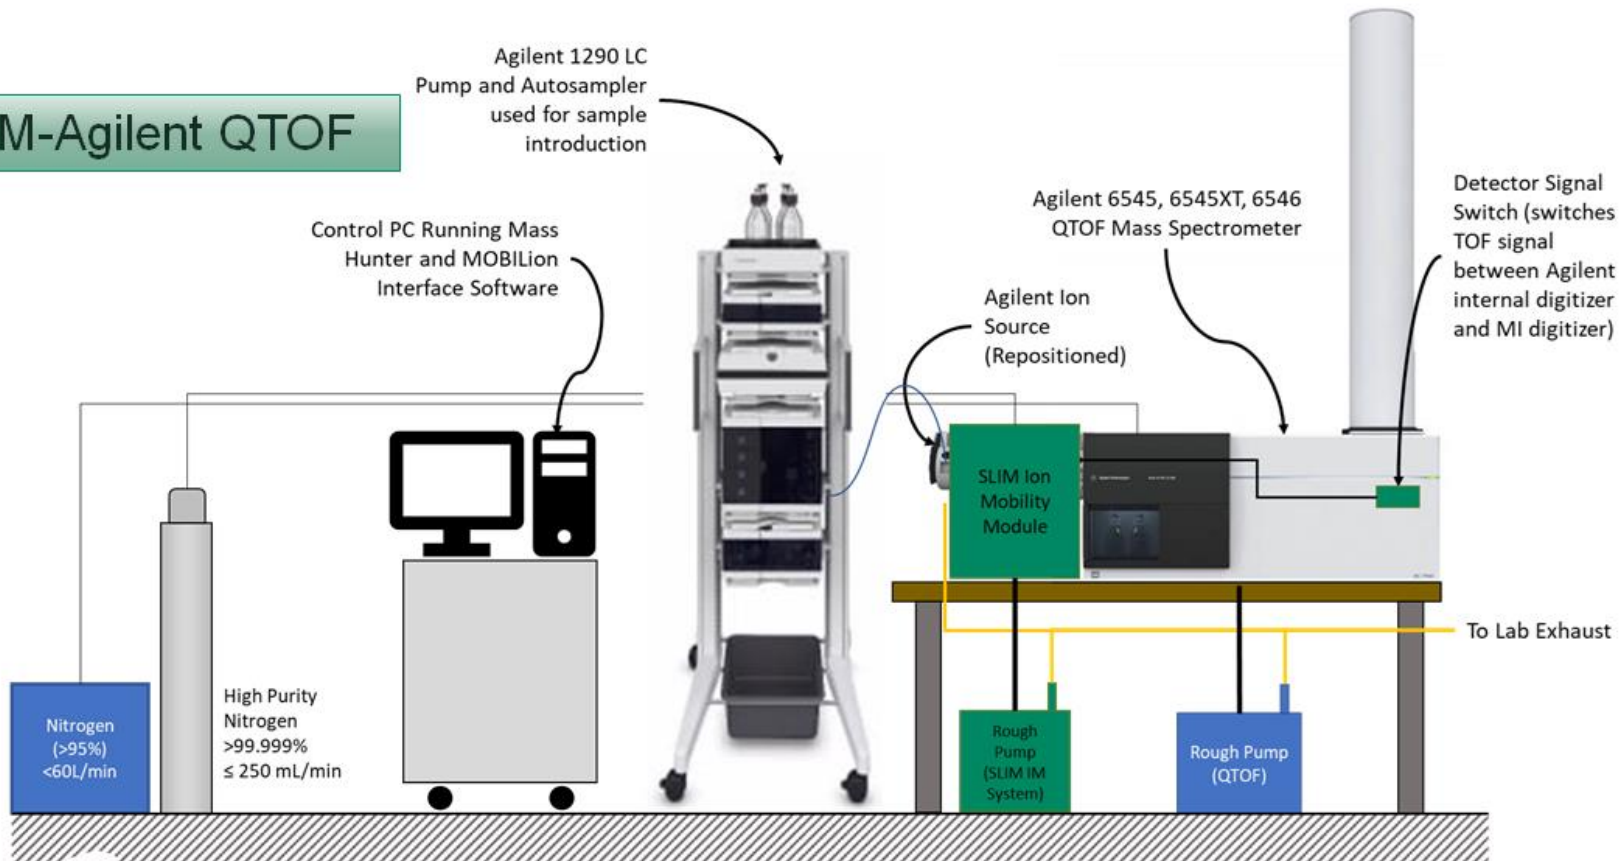 M-Agilent QTOF
Agilent 1290 LC
Pump and Autosampler
used for sample
introduction
Control PC Running Mass
Hunter and MOBILion
Interface Software
Agilent 6545, 6545XT, 6546
QTOF Mass Spectrometer
Detector Signal
Switch (switches
TOF signal
between Agilent
internal digitizer
and MI digitizer)
Agilent Ion
Source
(Repositioned)
SLIM Ion
Mobility
Module
To Lab Exhaust
Nitrogen
(>95%)
<60L/min
High Purity
Nitrogen
>99.999%
≤ 250 mL/min
Rough
Pump
(SLIM IM
System)
Rough Pump
(QTOF)